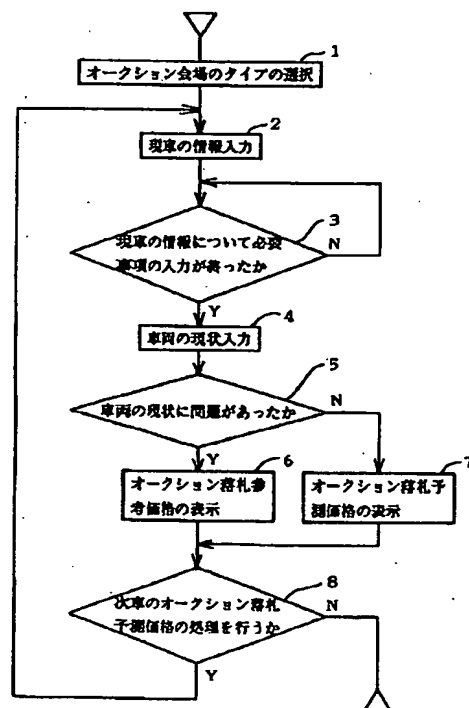 1
オークション会場のタイプの選択
2
現車の情報入力
3
現車の情報について必要
事項の入力が終ったか
N
Y
4
車両の現状入力
5
車両の現状に問題があったか
N
Y
6
オークション落札参
考価格の表示
7
オークション落札予
測価格の表示
8
次車のオークション落札
予測価格の処理を行うか
N
Y